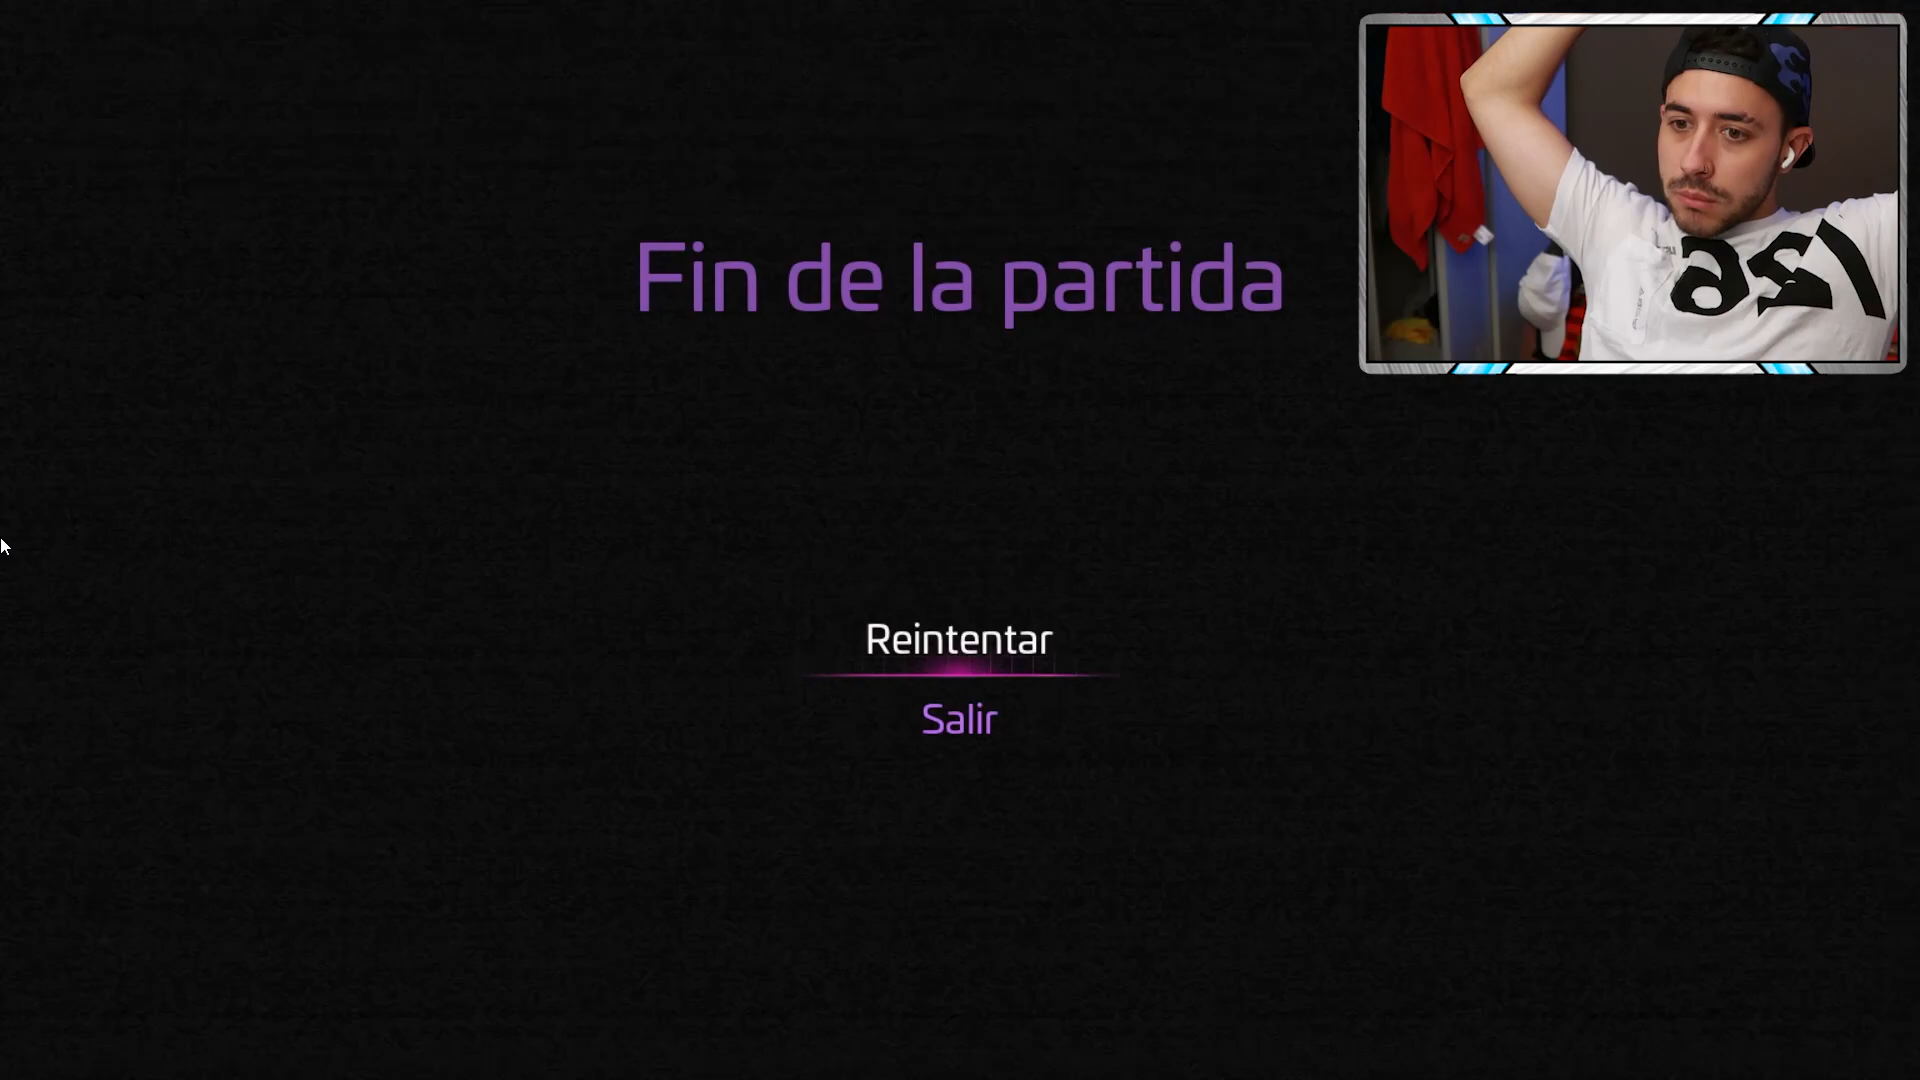 Fin de la partida
Reintentar
Salir